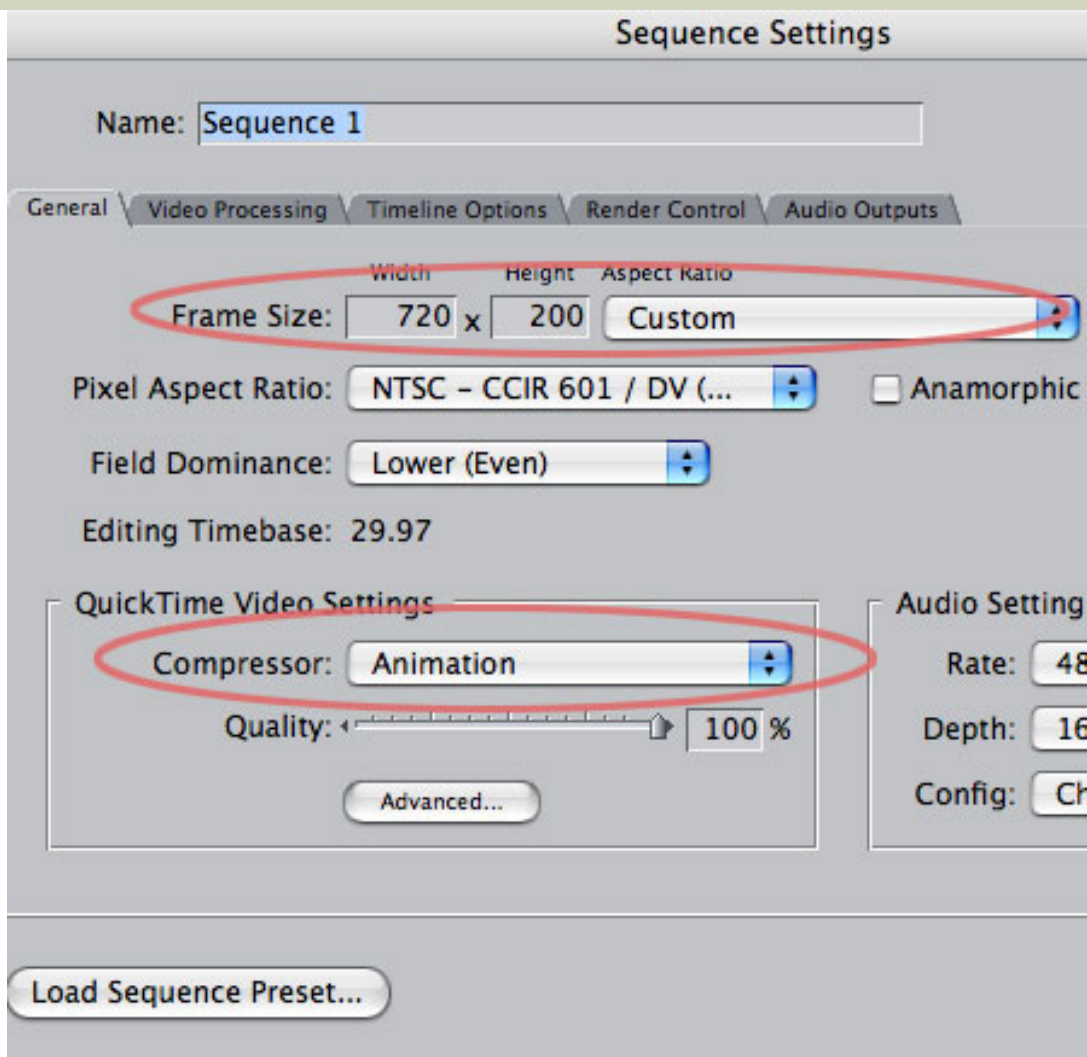 Sequence Settings
Name: Sequence 1
General Video Processing Timeline Options Render Control Audio Outputs
Width Height Aspect Ratio
Frame Size: 720 x 200 Custom
Pixel Aspect Ratio: NTSC - CCIR 601 / DV (... Anamorphic
Field Dominance: Lower (Even)
Editing Timebase: 29.97
QuickTime Video Settings Audio Setting
Compressor: Animation Rate: 48
Quality: 100 % Depth: 16
Advanced... Config: Ch
Load Sequence Preset...